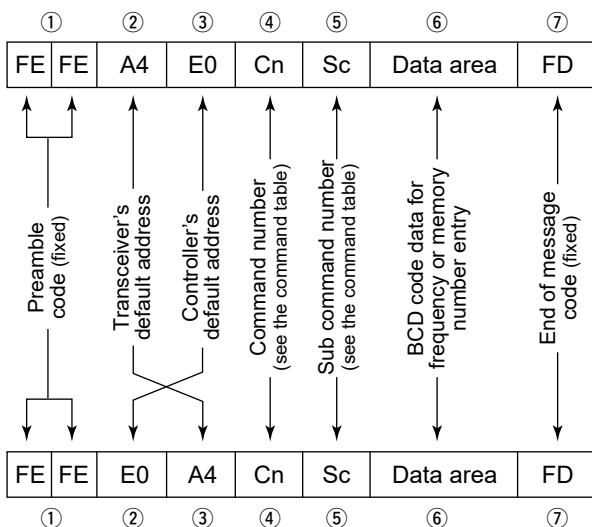 ① ② ③ ④ ⑤ ⑥ ⑦
FE FE A4 E0 Cn Sc Data area FD
Preamble
code (fixed)
Transceiver's
default address
Controller's
default address
Command number
(see the command table)
Sub command number
(see the command table)
BCD code data for
frequency or memory
number entry
End of message
code (fixed)
FE FE E0 A4 Cn Sc Data area FD
① ② ③ ④ ⑤ ⑥ ⑦